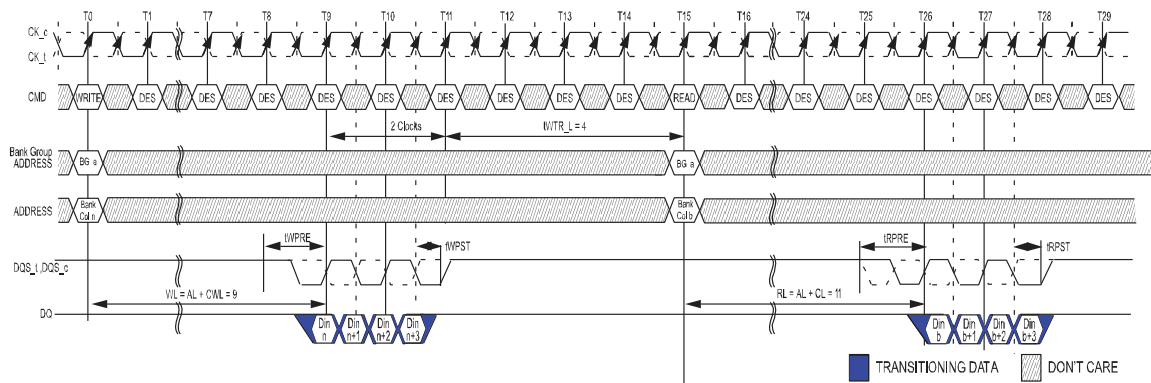 T0 T1 T7 T8 T9 T10 T11 T12 T13 T14 T15 T16 T24 T25 T26 T27 T28 T29
CK_c
CK_t
CMD WRITE DES DES DES DES DES DES DES DES DES READ DES DES DES DES DES DES DES
2 Clocks tWTR_L = 4
Bank Group
ADDRESS BG a BG a
ADDRESS Bank Col n Bank Col b
tWPRE tWPST tRPRE tRPST
DQS_t ,DQS_c
WL = AL + CWL = 9 RL = AL + CL = 11
DQ Din n Din n+1 Din n+2 Din n+3 Din b Din b+1 Din b+2 Din b+3
TRANSITIONING DATA DON'T CARE